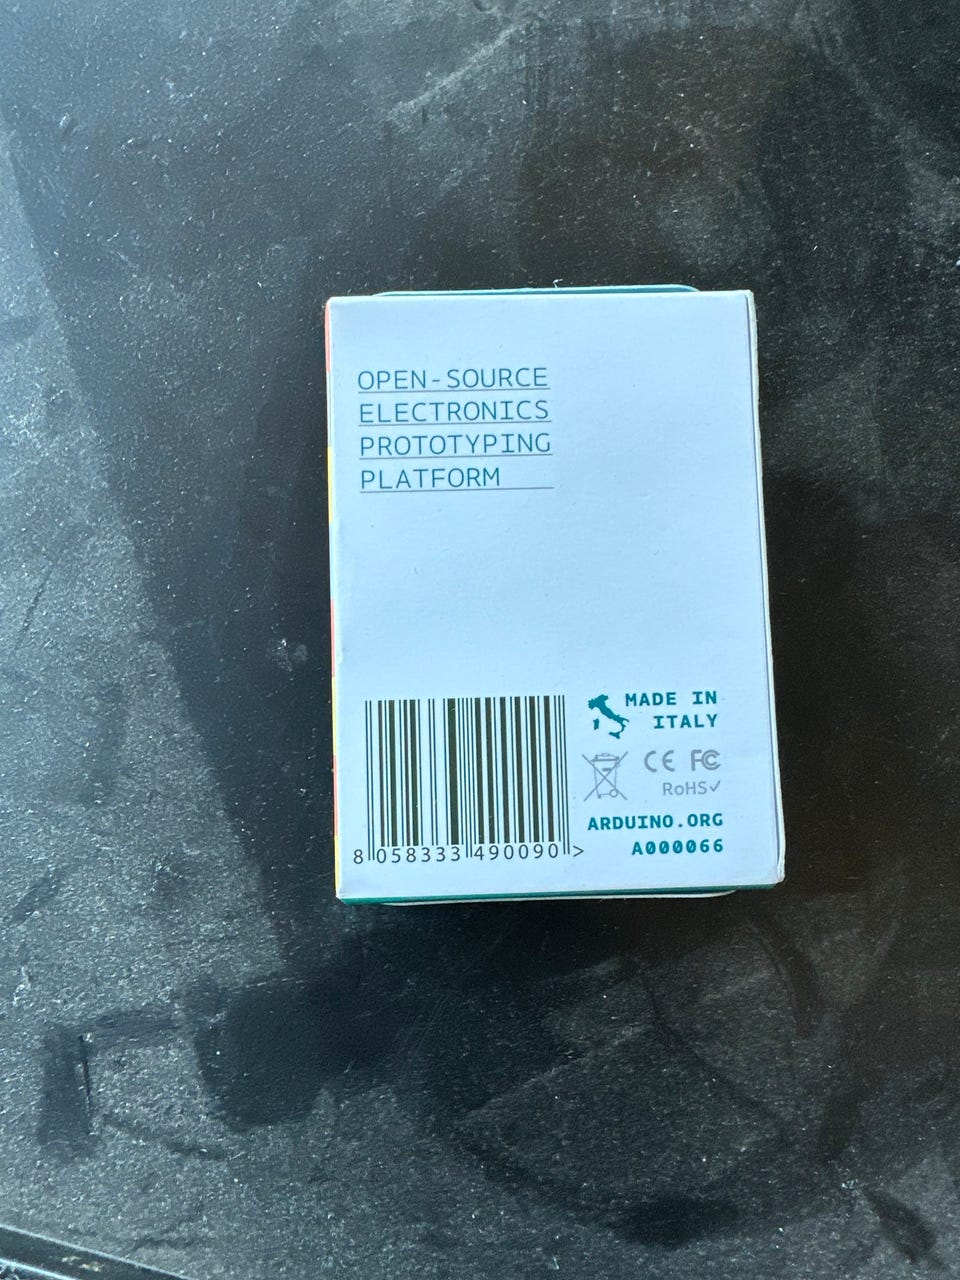 OPEN-SOURCE
ELECTRONICS
PROTOTYPING
PLATFORM
MADE IN
ITALY
CE FC
RoHS✓
ARDUINO.ORG
A000066
8 058333 490090 >